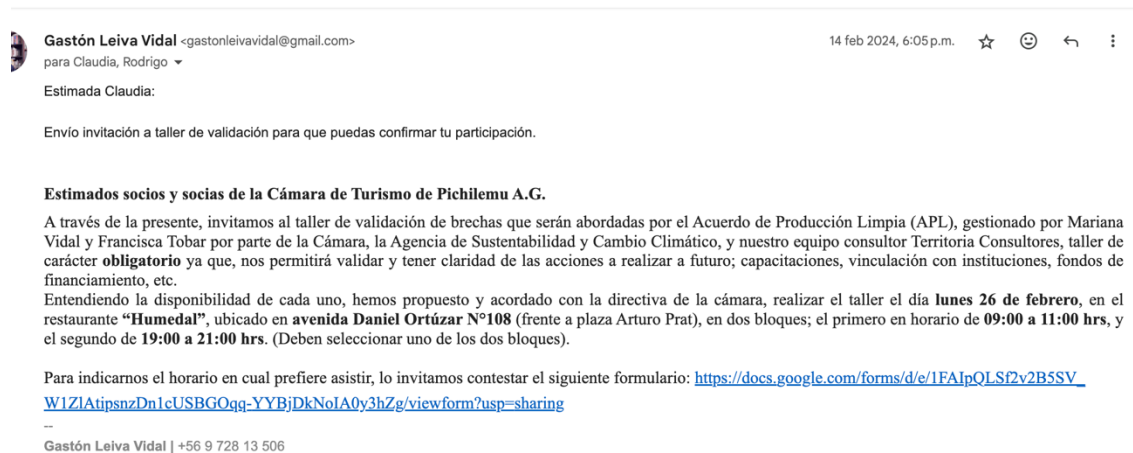 Gastón Leiva Vidal <gastonleivavidal@gmail.com> 14 feb 2024, 6:05 p.m.
para Claudia, Rodrigo
Estimada Claudia:
Envío invitación a taller de validación para que puedas confirmar tu participación.
Estimados socios y socias de la Cámara de Turismo de Pichilemu A.G.
A través de la presente, invitamos al taller de validación de brechas que serán abordadas por el Acuerdo de Producción Limpia (APL), gestionado por Mariana
Vidal y Francisca Tobar por parte de la Cámara, la Agencia de Sustentabilidad y Cambio Climático, y nuestro equipo consultor Territoria Consultores, taller de
carácter obligatorio ya que, nos permitirá validar y tener claridad de las acciones a realizar a futuro; capacitaciones, vinculación con instituciones, fondos de
financiamiento, etc.
Entendiendo la disponibilidad de cada uno, hemos propuesto y acordado con la directiva de la cámara, realizar el taller el día lunes 26 de febrero, en el
restaurante “Humedal”, ubicado en avenida Daniel Ortúzar N°108 (frente a plaza Arturo Prat), en dos bloques; el primero en horario de 09:00 a 11:00 hrs, y
el segundo de 19:00 a 21:00 hrs. (Deben seleccionar uno de los dos bloques).
Para indicarnos el horario en cual prefiere asistir, lo invitamos contestar el siguiente formulario: https://docs.google.com/forms/d/e/1FAIpQLSf2v2B5SV_
W1ZlAtipsnzDn1cUSBGOqq-YYBjDkNoIA0y3hZg/viewform?usp=sharing
--
Gastón Leiva Vidal | +56 9 728 13 506